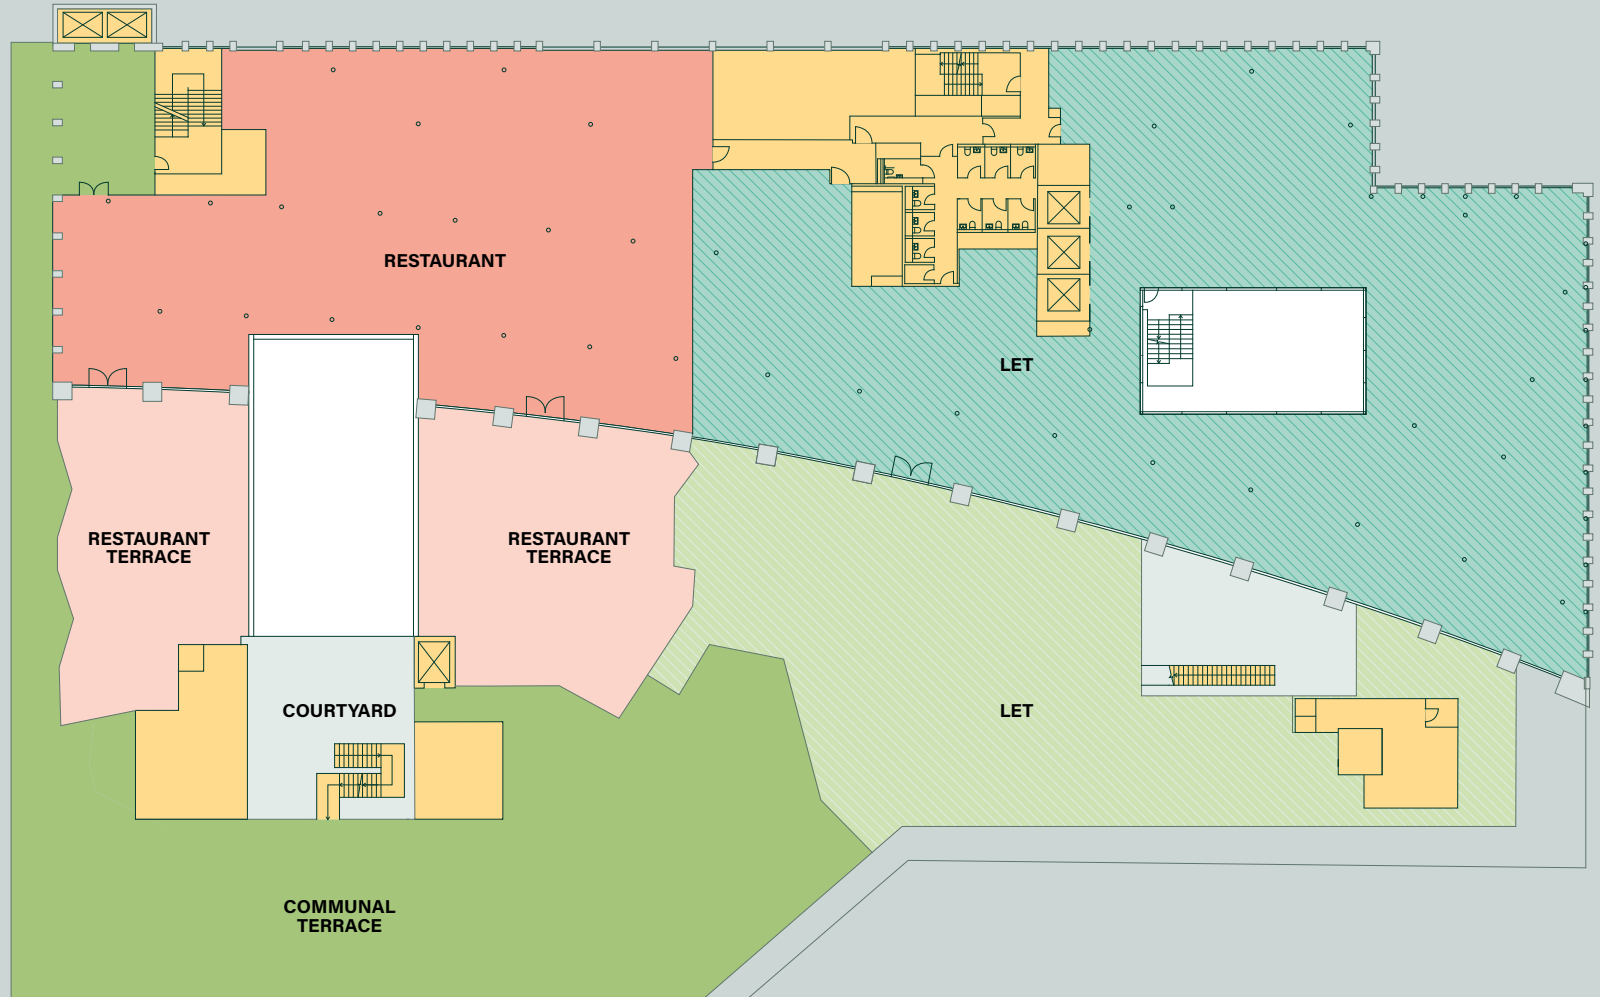 RESTAURANT
LET
RESTAURANT
TERRACE
RESTAURANT
TERRACE
COURTYARD
LET
COMMUNAL
TERRACE